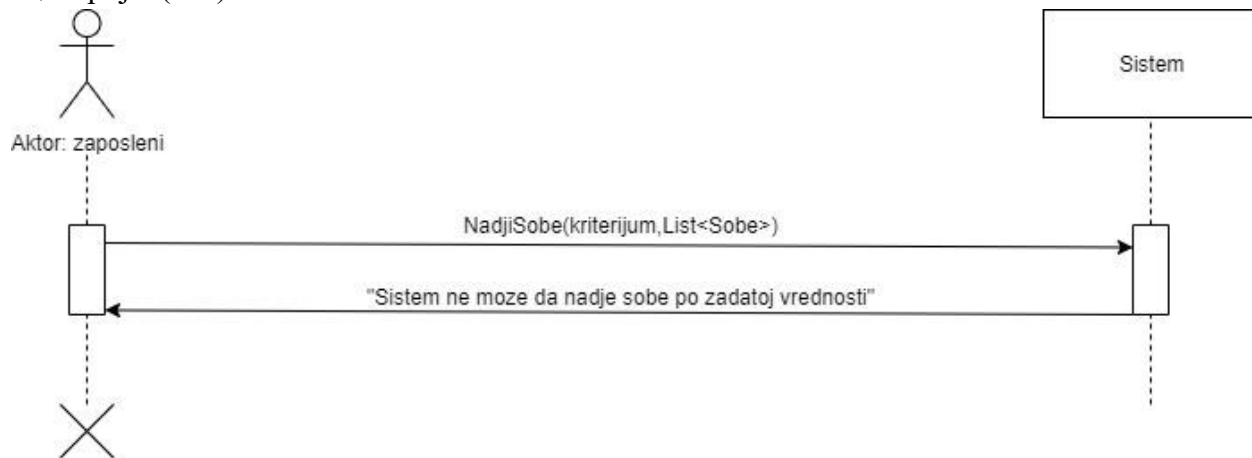 Sistem
Aktor: zaposleni
NadjiSobe(kriterijum,List<Sobe>)
"Sistem ne moze da nadje sobe po zadatoj vrednosti"